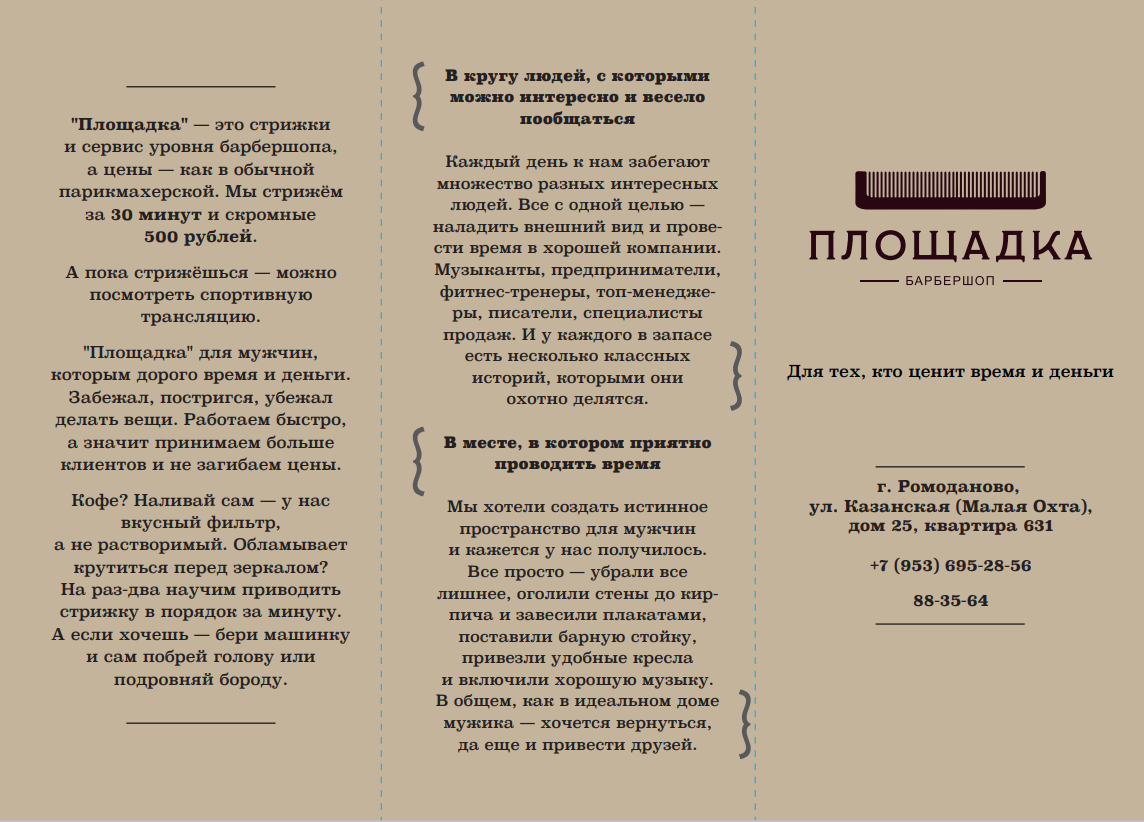 "Площадка" — это стрижки
и сервис уровня барбершопа,
а цены — как в обычной
парикмахерской. Мы стрижём
за 30 минут и скромные
500 рублей.
А пока стрижёшься — можно
посмотреть спортивную
трансляцию.
"Площадка" для мужчин,
которым дорого время и деньги.
Забежал, постригся, убежал
делать вещи. Работаем быстро,
а значит принимаем больше
клиентов и не загибаем цены.
Кофе? Наливай сам — у нас
вкусный фильтр,
а не растворимый. Обламывает
крутиться перед зеркалом?
На раз-два научим приводить
стрижку в порядок за минуту.
А если хочешь — бери машинку
и сам побрей голову или
подровняй бороду.
В кругу людей, с которыми
можно интересно и весело
пообщаться
Каждый день к нам забегают
множество разных интересных
людей. Все с одной целью —
наладить внешний вид и прове-
сти время в хорошей компании.
Музыканты, предприниматели,
фитнес-тренеры, топ-менедже-
ры, писатели, специалисты
продаж. И у каждого в запасе
есть несколько классных
историй, которыми они
охотно делятся.
В месте, в котором приятно
проводить время
Мы хотели создать истинное
пространство для мужчин
и кажется у нас получилось.
Все просто — убрали все
лишнее, оголили стены до кир-
пича и завесили плакатами,
поставили барную стойку,
привезли удобные кресла
и включили хорошую музыку.
В общем, как в идеальном доме
мужика — хочется вернуться,
да еще и привести друзей.
ПЛОЩАДКА
БАРБЕРШОП
Для тех, кто ценит время и деньги
г. Ромоданово,
ул. Казанская (Малая Охта),
дом 25, квартира 631
+7 (953) 695-28-56
88-35-64